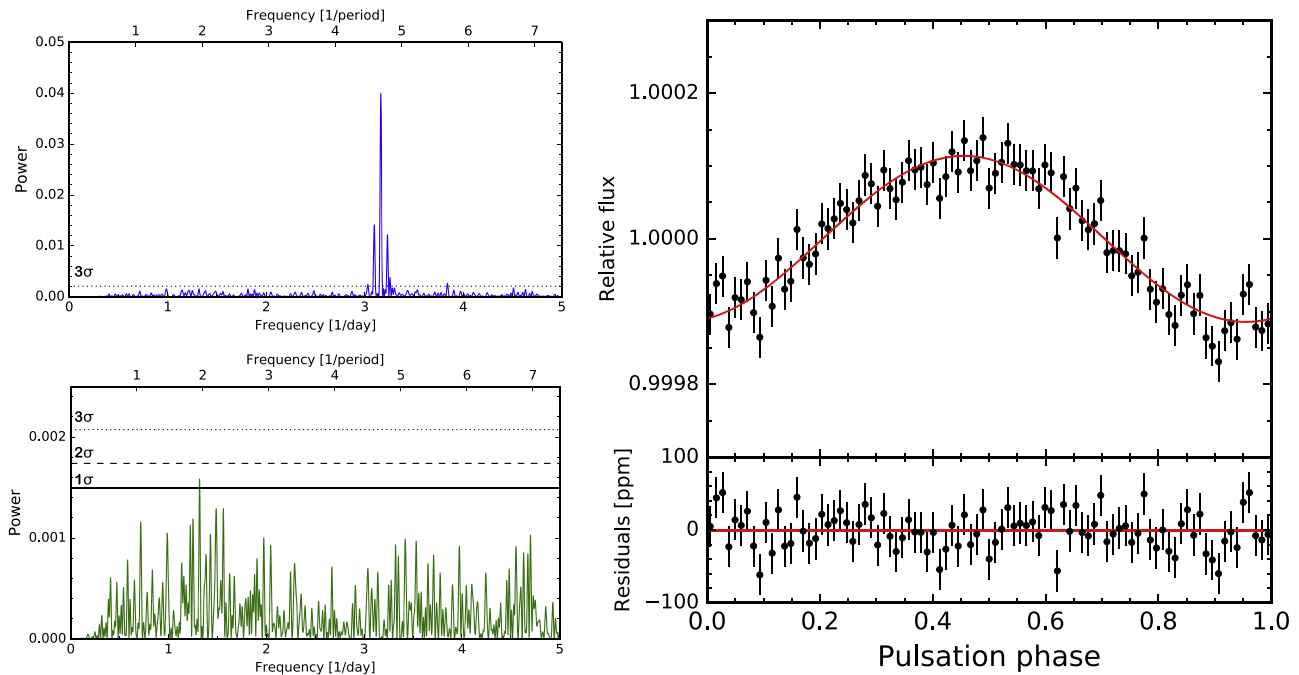 Frequency [1/period]
1 2 3 4 5 6 7
0.05
0.04
0.03
0.02
0.01
0.00
Power
3σ
0 1 2 3 4 5
Frequency [1/day]
Frequency [1/period]
1 2 3 4 5 6 7
3σ
0.002
2σ
1σ
0.001
0.000
Power
0 1 2 3 4 5
Frequency [1/day]
1.0002
1.0000
0.9998
Relative flux
100
0
−100
Residuals [ppm]
0.0 0.2 0.4 0.6 0.8 1.0
Pulsation phase